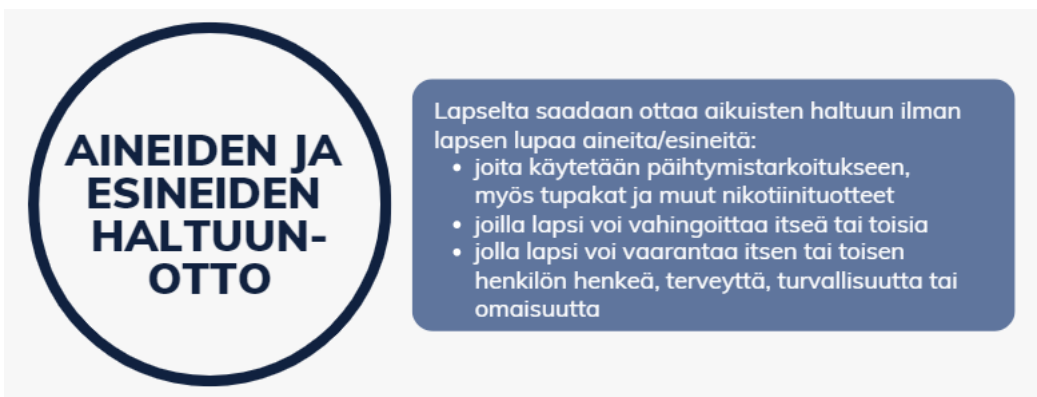 AINEIDEN JA
ESINEIDEN
HALTUUN-
OTTO
Lapselta saadaan ottaa aikuisten haltuun ilman
lapsen lupaa aineita/esineitä:
• joita käytetään päihtymistarkoitukseen,
myös tupakat ja muut nikotiinituotteet
• joilla lapsi voi vahingoittaa itseä tai toisia
• jolla lapsi voi vaarantaa itsen tai toisen
henkilön henkeä, terveyttä, turvallisuutta tai
omaisuutta